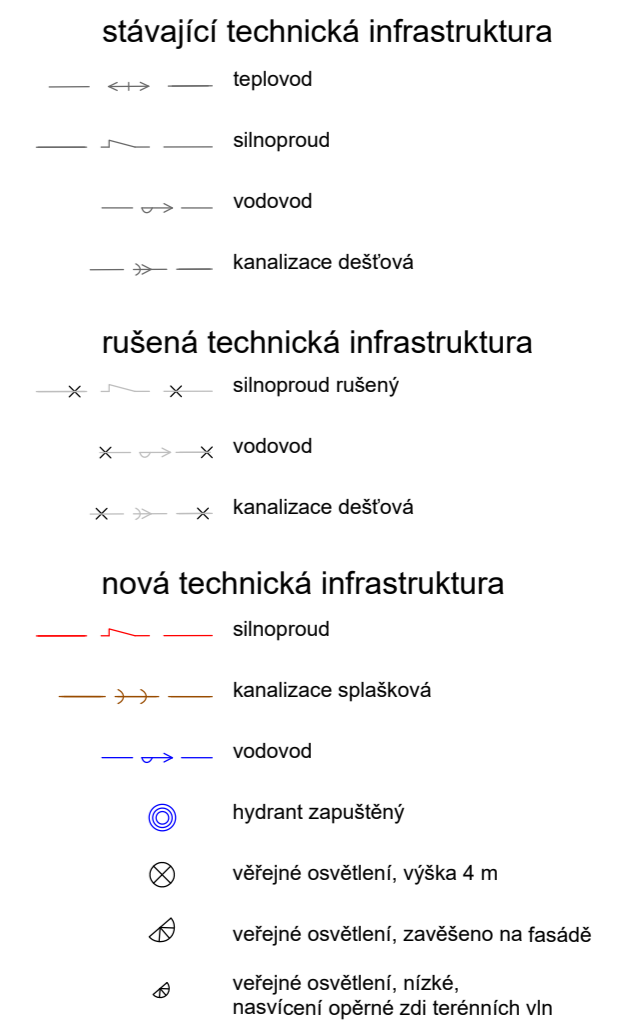 stávající technická infrastruktura
teplovod
silnoproud
vodovod
kanalizace dešťová
rušená technická infrastruktura
silnoproud rušený
vodovod
kanalizace dešťová
nová technická infrastruktura
silnoproud
kanalizace splašková
vodovod
hydrant zapuštěný
věřejné osvětlení, výška 4 m
veřejné osvětlení, zavěšeno na fasádě
veřejné osvětlení, nízké,
nasvícení opěrné zdi terénních vln